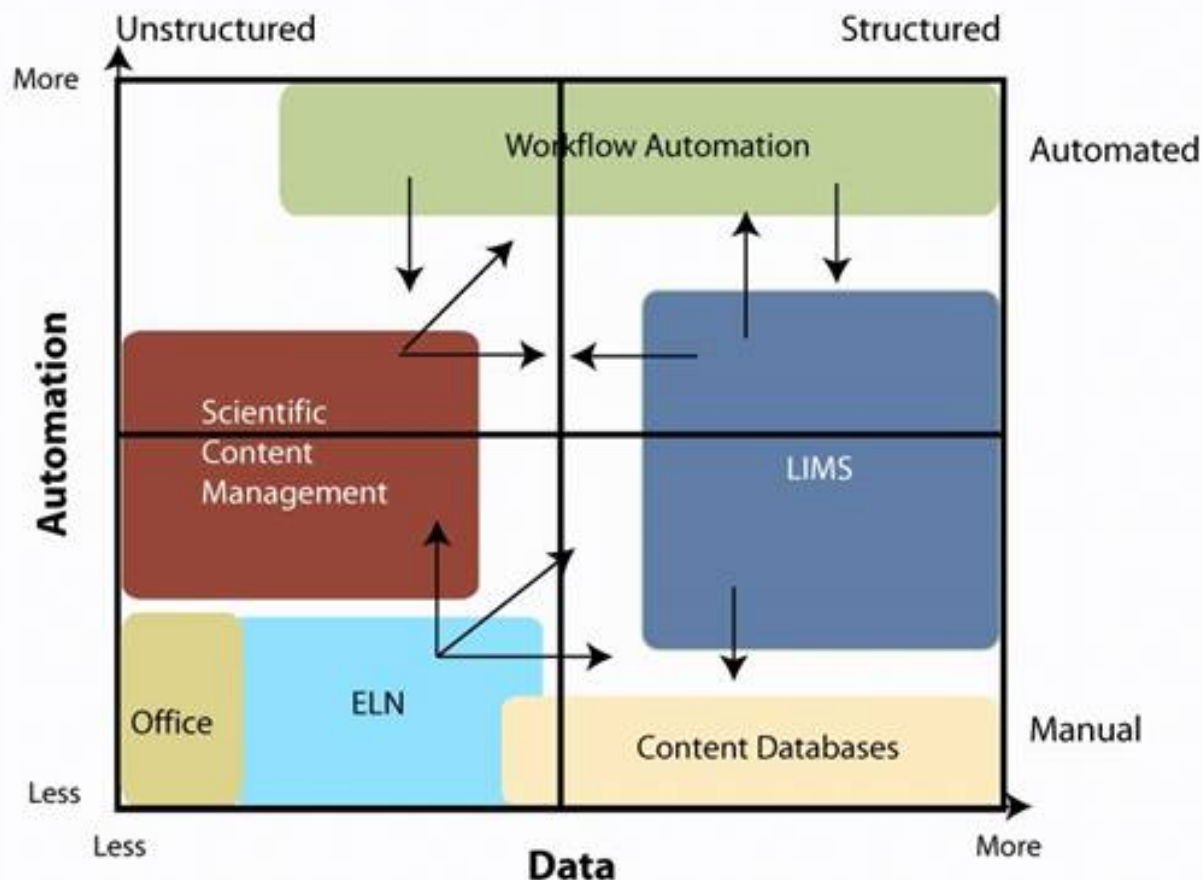 Unstructured
Structured
More
Workflow Automation
Automated
Automation
Scientific
Content
Management
LIMS
Office
ELN
Content Databases
Manual
Less
Less
Data
More